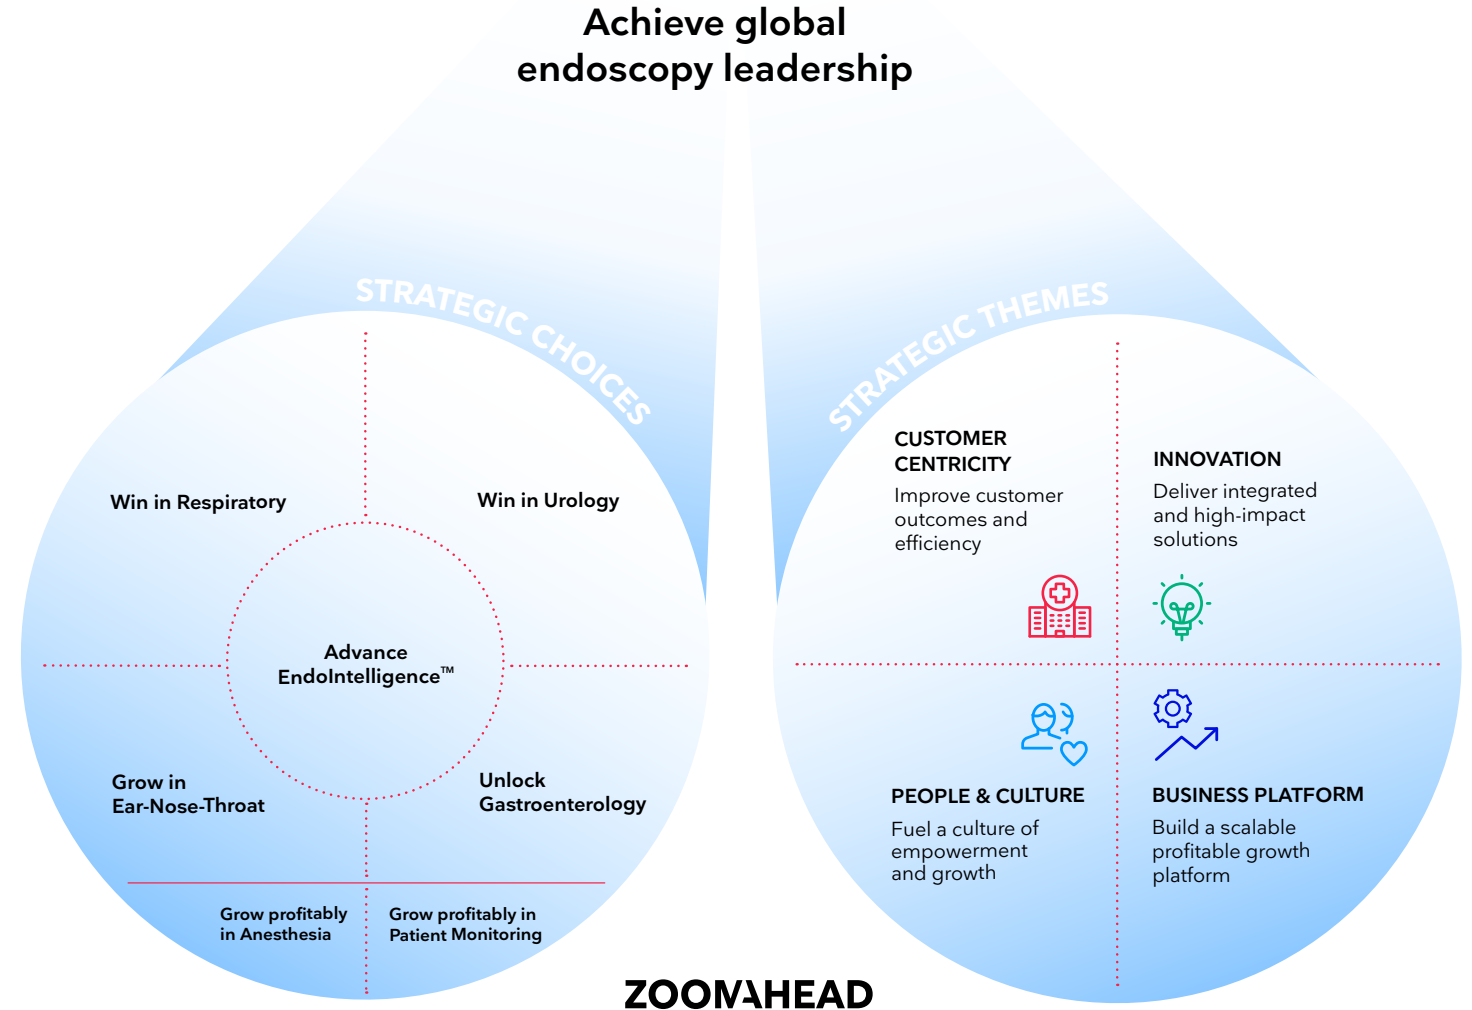 Achieve global
endoscopy leadership
STRATEGIC CHOICES
Win in Respiratory
Win in Urology
Advance
EndoIntelligence™
Grow in
Ear-Nose-Throat
Unlock
Gastroenterology
Grow profitably
in Anesthesia
Grow profitably in
Patient Monitoring
STRATEGIC THEMES
CUSTOMER
CENTRICITY
Improve customer
outcomes and
efficiency
INNOVATION
Deliver integrated
and high-impact
solutions
PEOPLE & CULTURE
Fuel a culture of
empowerment
and growth
BUSINESS PLATFORM
Build a scalable
profitable growth
platform
ZOOMAHEAD